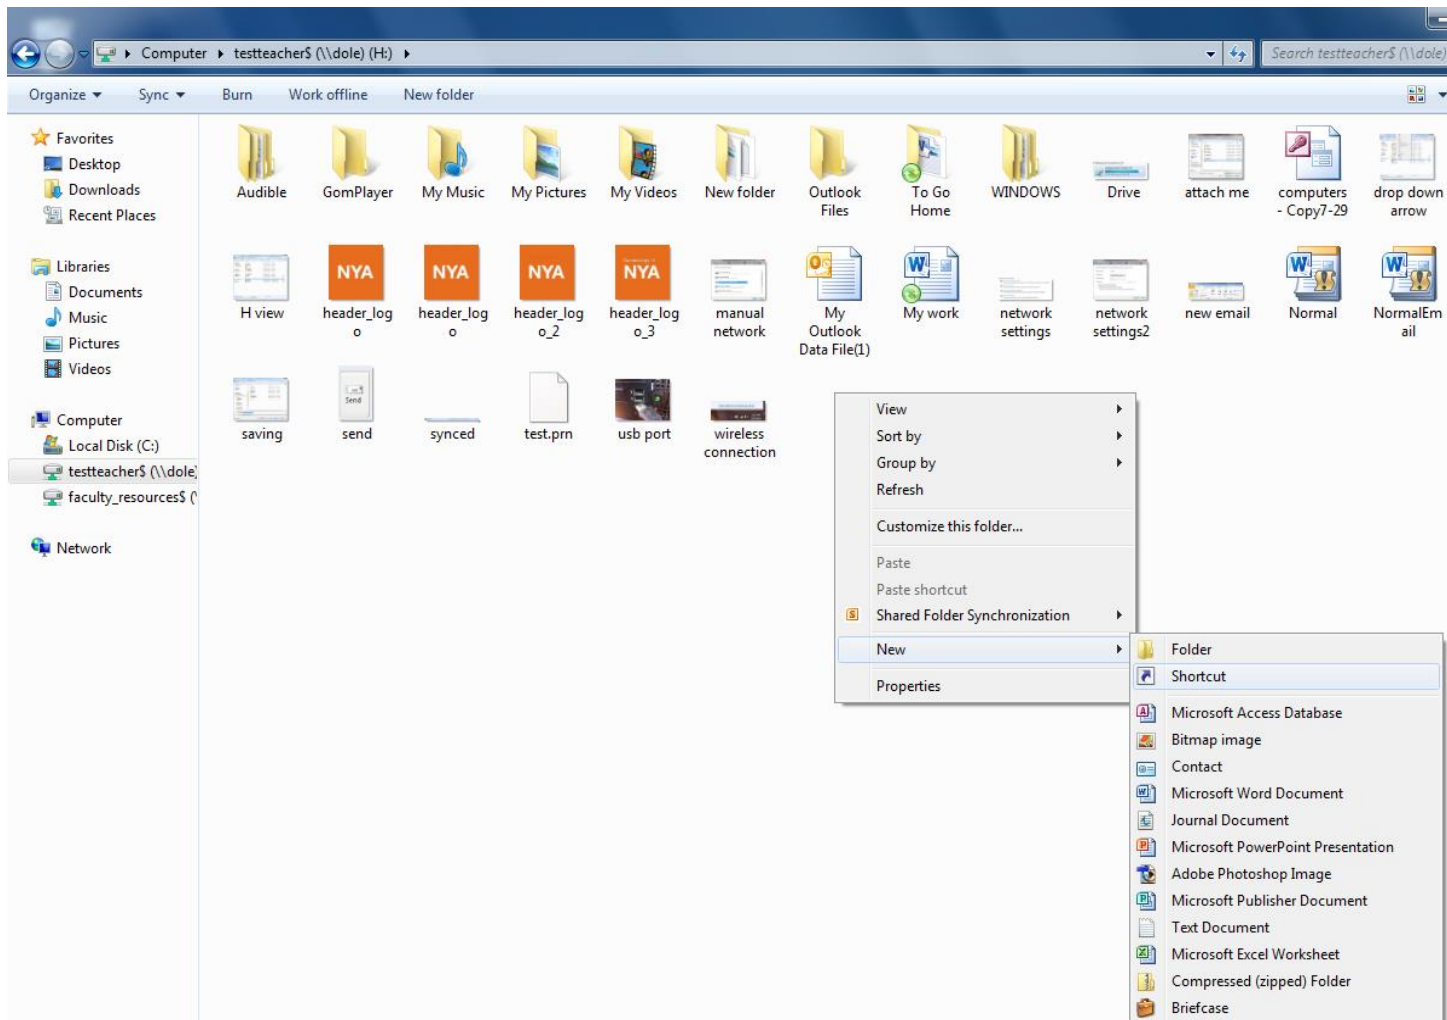 Computer ▸ testteacher$ (\\dole) (H:) ▸
Search testteacher$ (\\dole)
Organize ▾ Sync ▾ Burn Work offline New folder
Favorites
Desktop
Downloads
Recent Places
Libraries
Documents
Music
Pictures
Videos
Computer
Local Disk (C:)
testteacher$ (\\dole)
faculty_resources$ (\
Network
Audible
GomPlayer
My Music
My Pictures
My Videos
New folder
Outlook
Files
To Go
Home
WINDOWS
Drive
attach me
computers
- Copy7-29
drop down
arrow
H view
NYA
header_log
o
NYA
header_log
o
NYA
header_log
o_2
NYA
header_log
o_3
manual
network
My
Outlook
Data File(1)
My work
network
settings
network
settings2
new email
Normal
NormalEm
ail
saving
Send
send
synced
test.prn
usb port
wireless
connection
View
Sort by
Group by
Refresh
Customize this folder...
Paste
Paste shortcut
Shared Folder Synchronization
New
Properties
Folder
Shortcut
Microsoft Access Database
Bitmap image
Contact
Microsoft Word Document
Journal Document
Microsoft PowerPoint Presentation
Adobe Photoshop Image
Microsoft Publisher Document
Text Document
Microsoft Excel Worksheet
Compressed (zipped) Folder
Briefcase